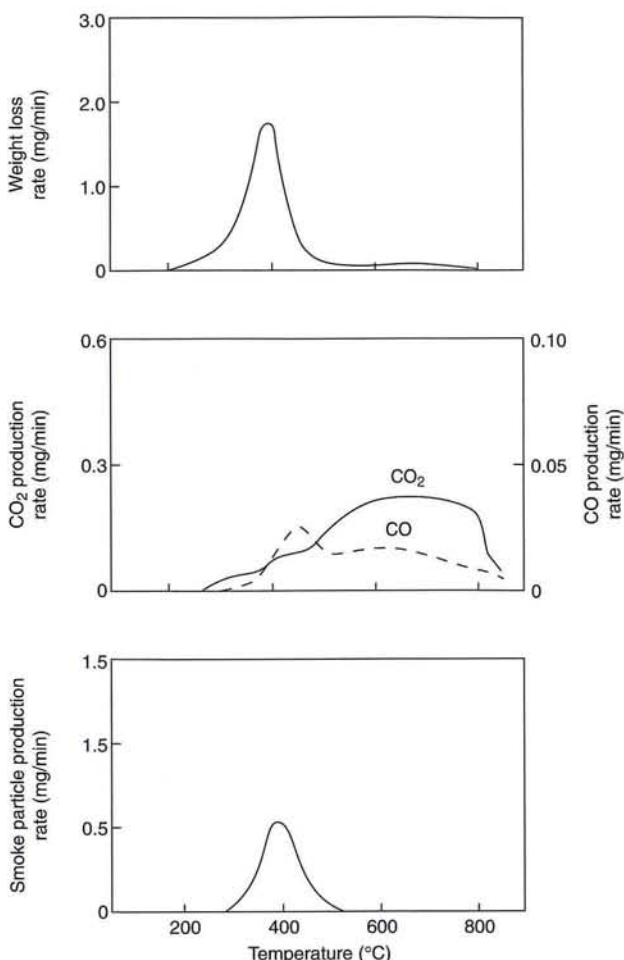 Weight loss
rate (mg/min)
3.0
2.0
1.0
0
CO2 production
rate (mg/min)
0.6
0.3
0
CO2
CO
0.10
0.05
0
CO production
rate (mg/min)
Smoke particle production
rate (mg/min)
1.5
1.5
0.5
0
200
400
600
800
Temperature (°C)